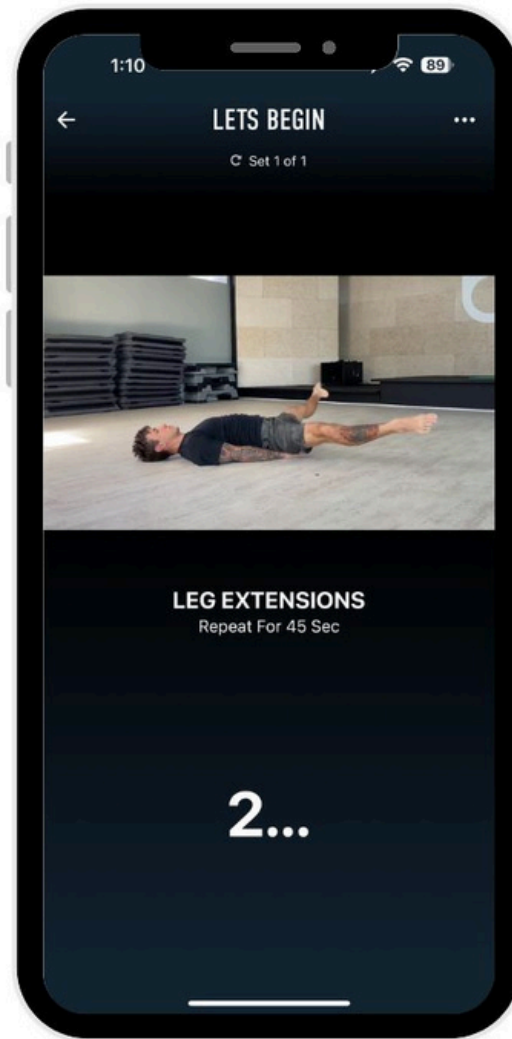 1:10
89
LETS BEGIN
Set 1 of 1
LEG EXTENSIONS
Repeat For 45 Sec
2...